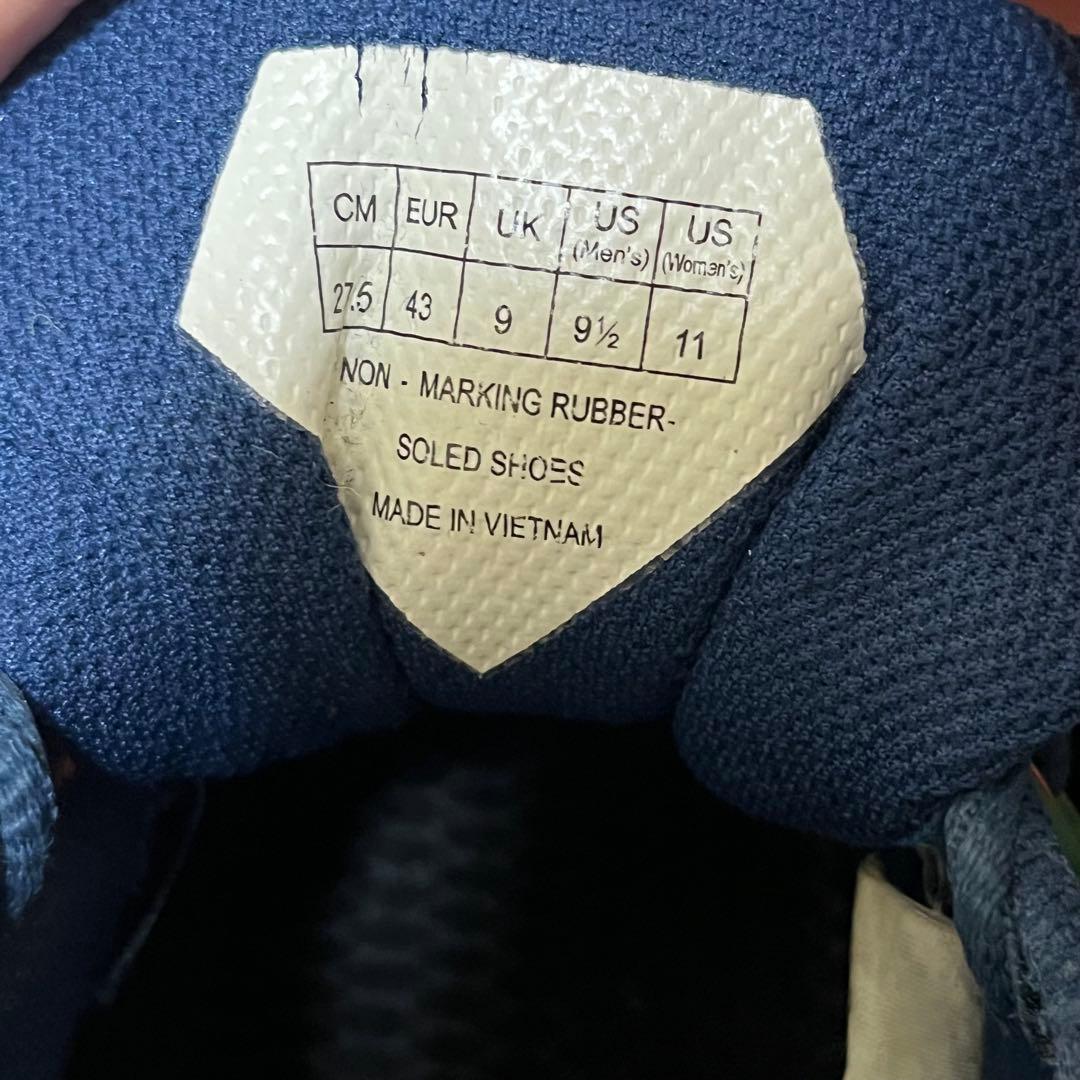 CM EUR UK US (Men's) US (Woman's)
27.5 43 9 9½ 11
NON - MARKING RUBBER-
SOLED SHOES
MADE IN VIETNAM